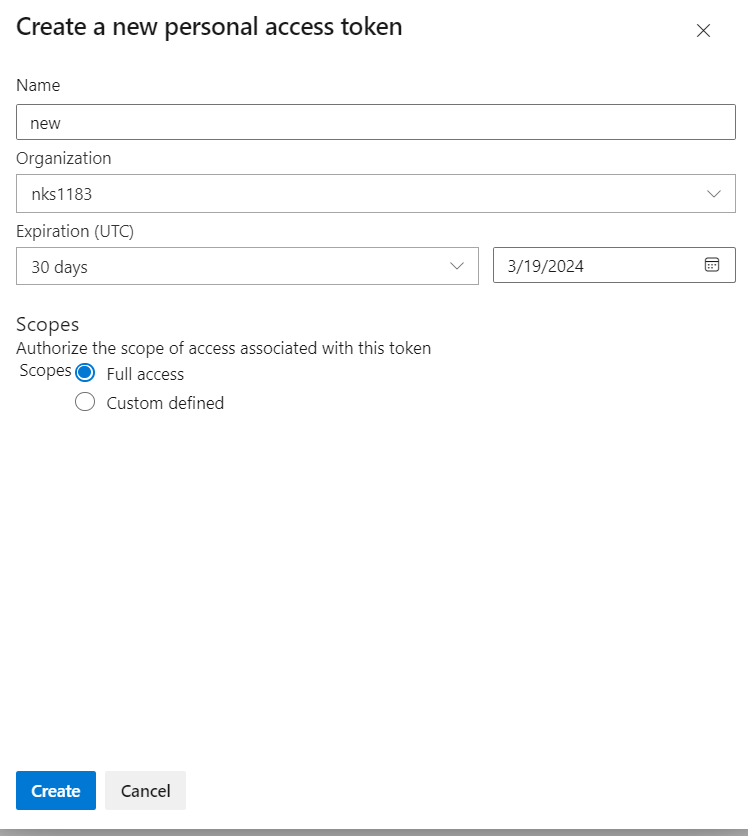 Create a new personal access token
Name
new
Organization
nks1183
Expiration (UTC)
30 days 3/19/2024
Scopes
Authorize the scope of access associated with this token
Scopes Full access
Custom defined
Create Cancel